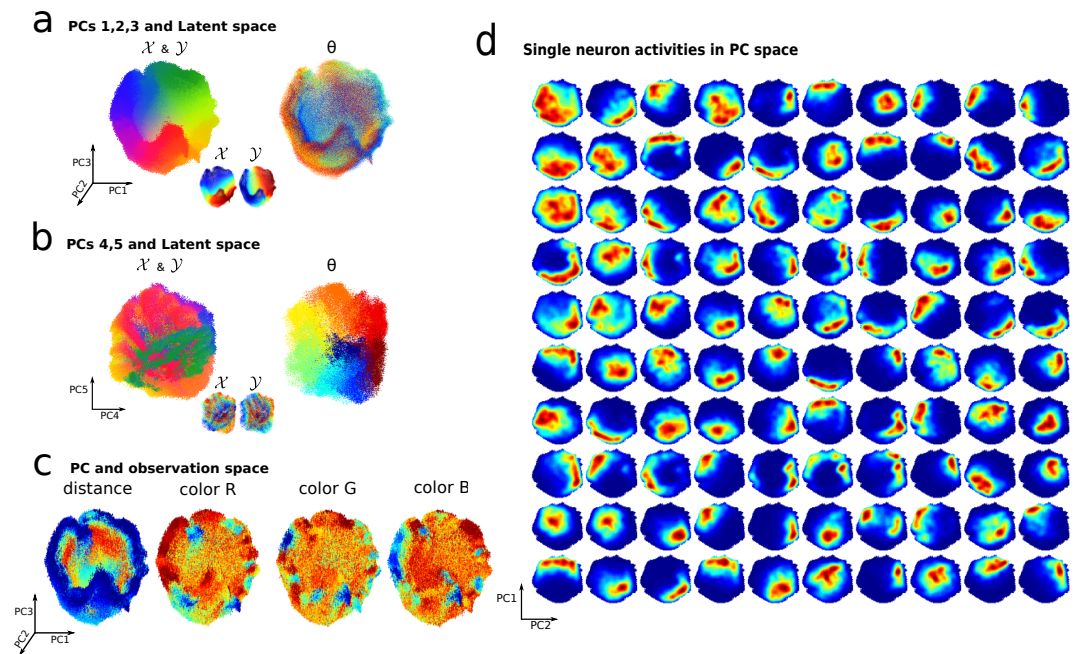 a
PCs 1,2,3 and Latent space
𝒳 & 𝒴
θ
PC3
PC2
PC1
𝒳
𝒴
b
PCs 4,5 and Latent space
𝒳 & 𝒴
θ
PC5
PC4
𝒳
𝒴
c
PC and observation space
distance
color R
color G
color B
PC3
PC2
PC1
d
Single neuron activities in PC space
PC1
PC2